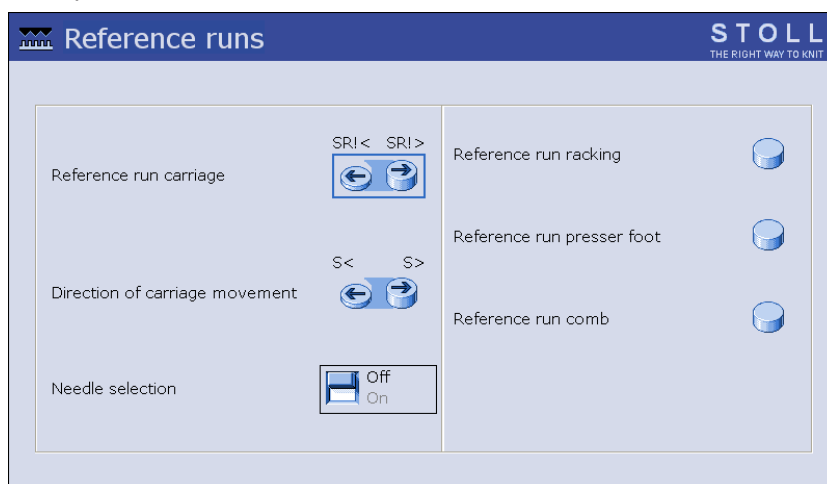 Reference runs
STOLL
THE RIGHT WAY TO KNIT
SR!< SR!>
Reference run carriage
S< S>
Direction of carriage movement
Needle selection
Off
On
Reference run racking
Reference run presser foot
Reference run comb